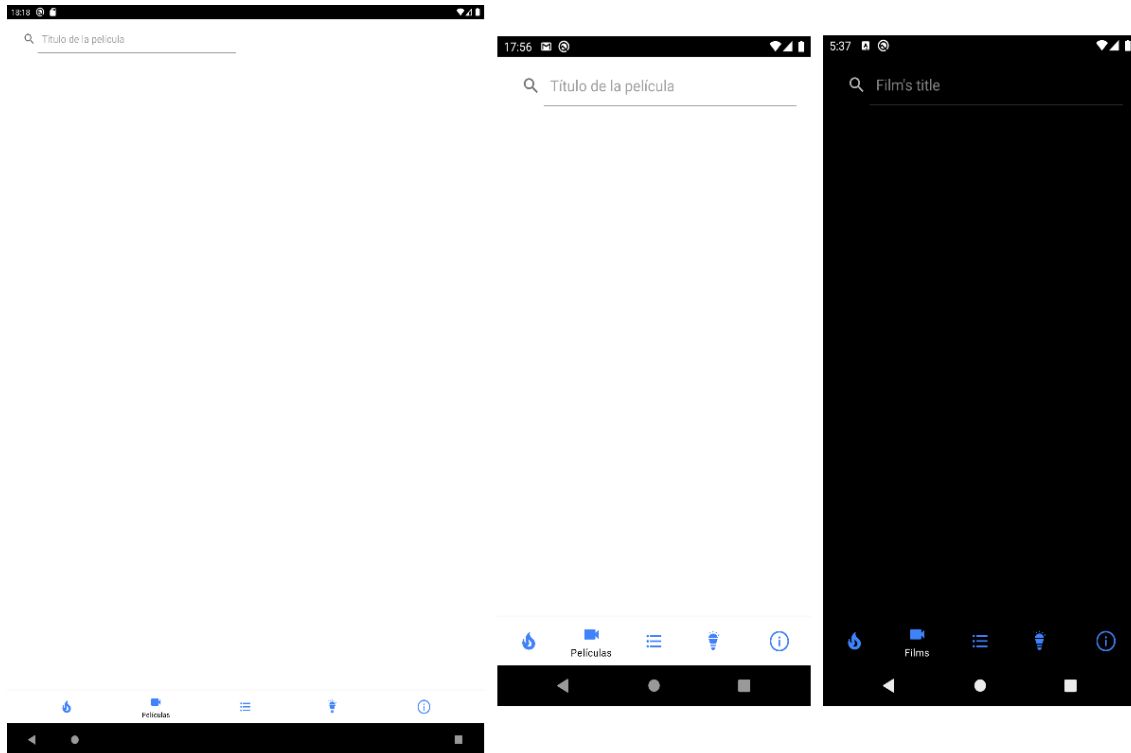 18:18
Título de la película
Películas
17:56
Título de la película
Películas
5:37
Film's title
Films